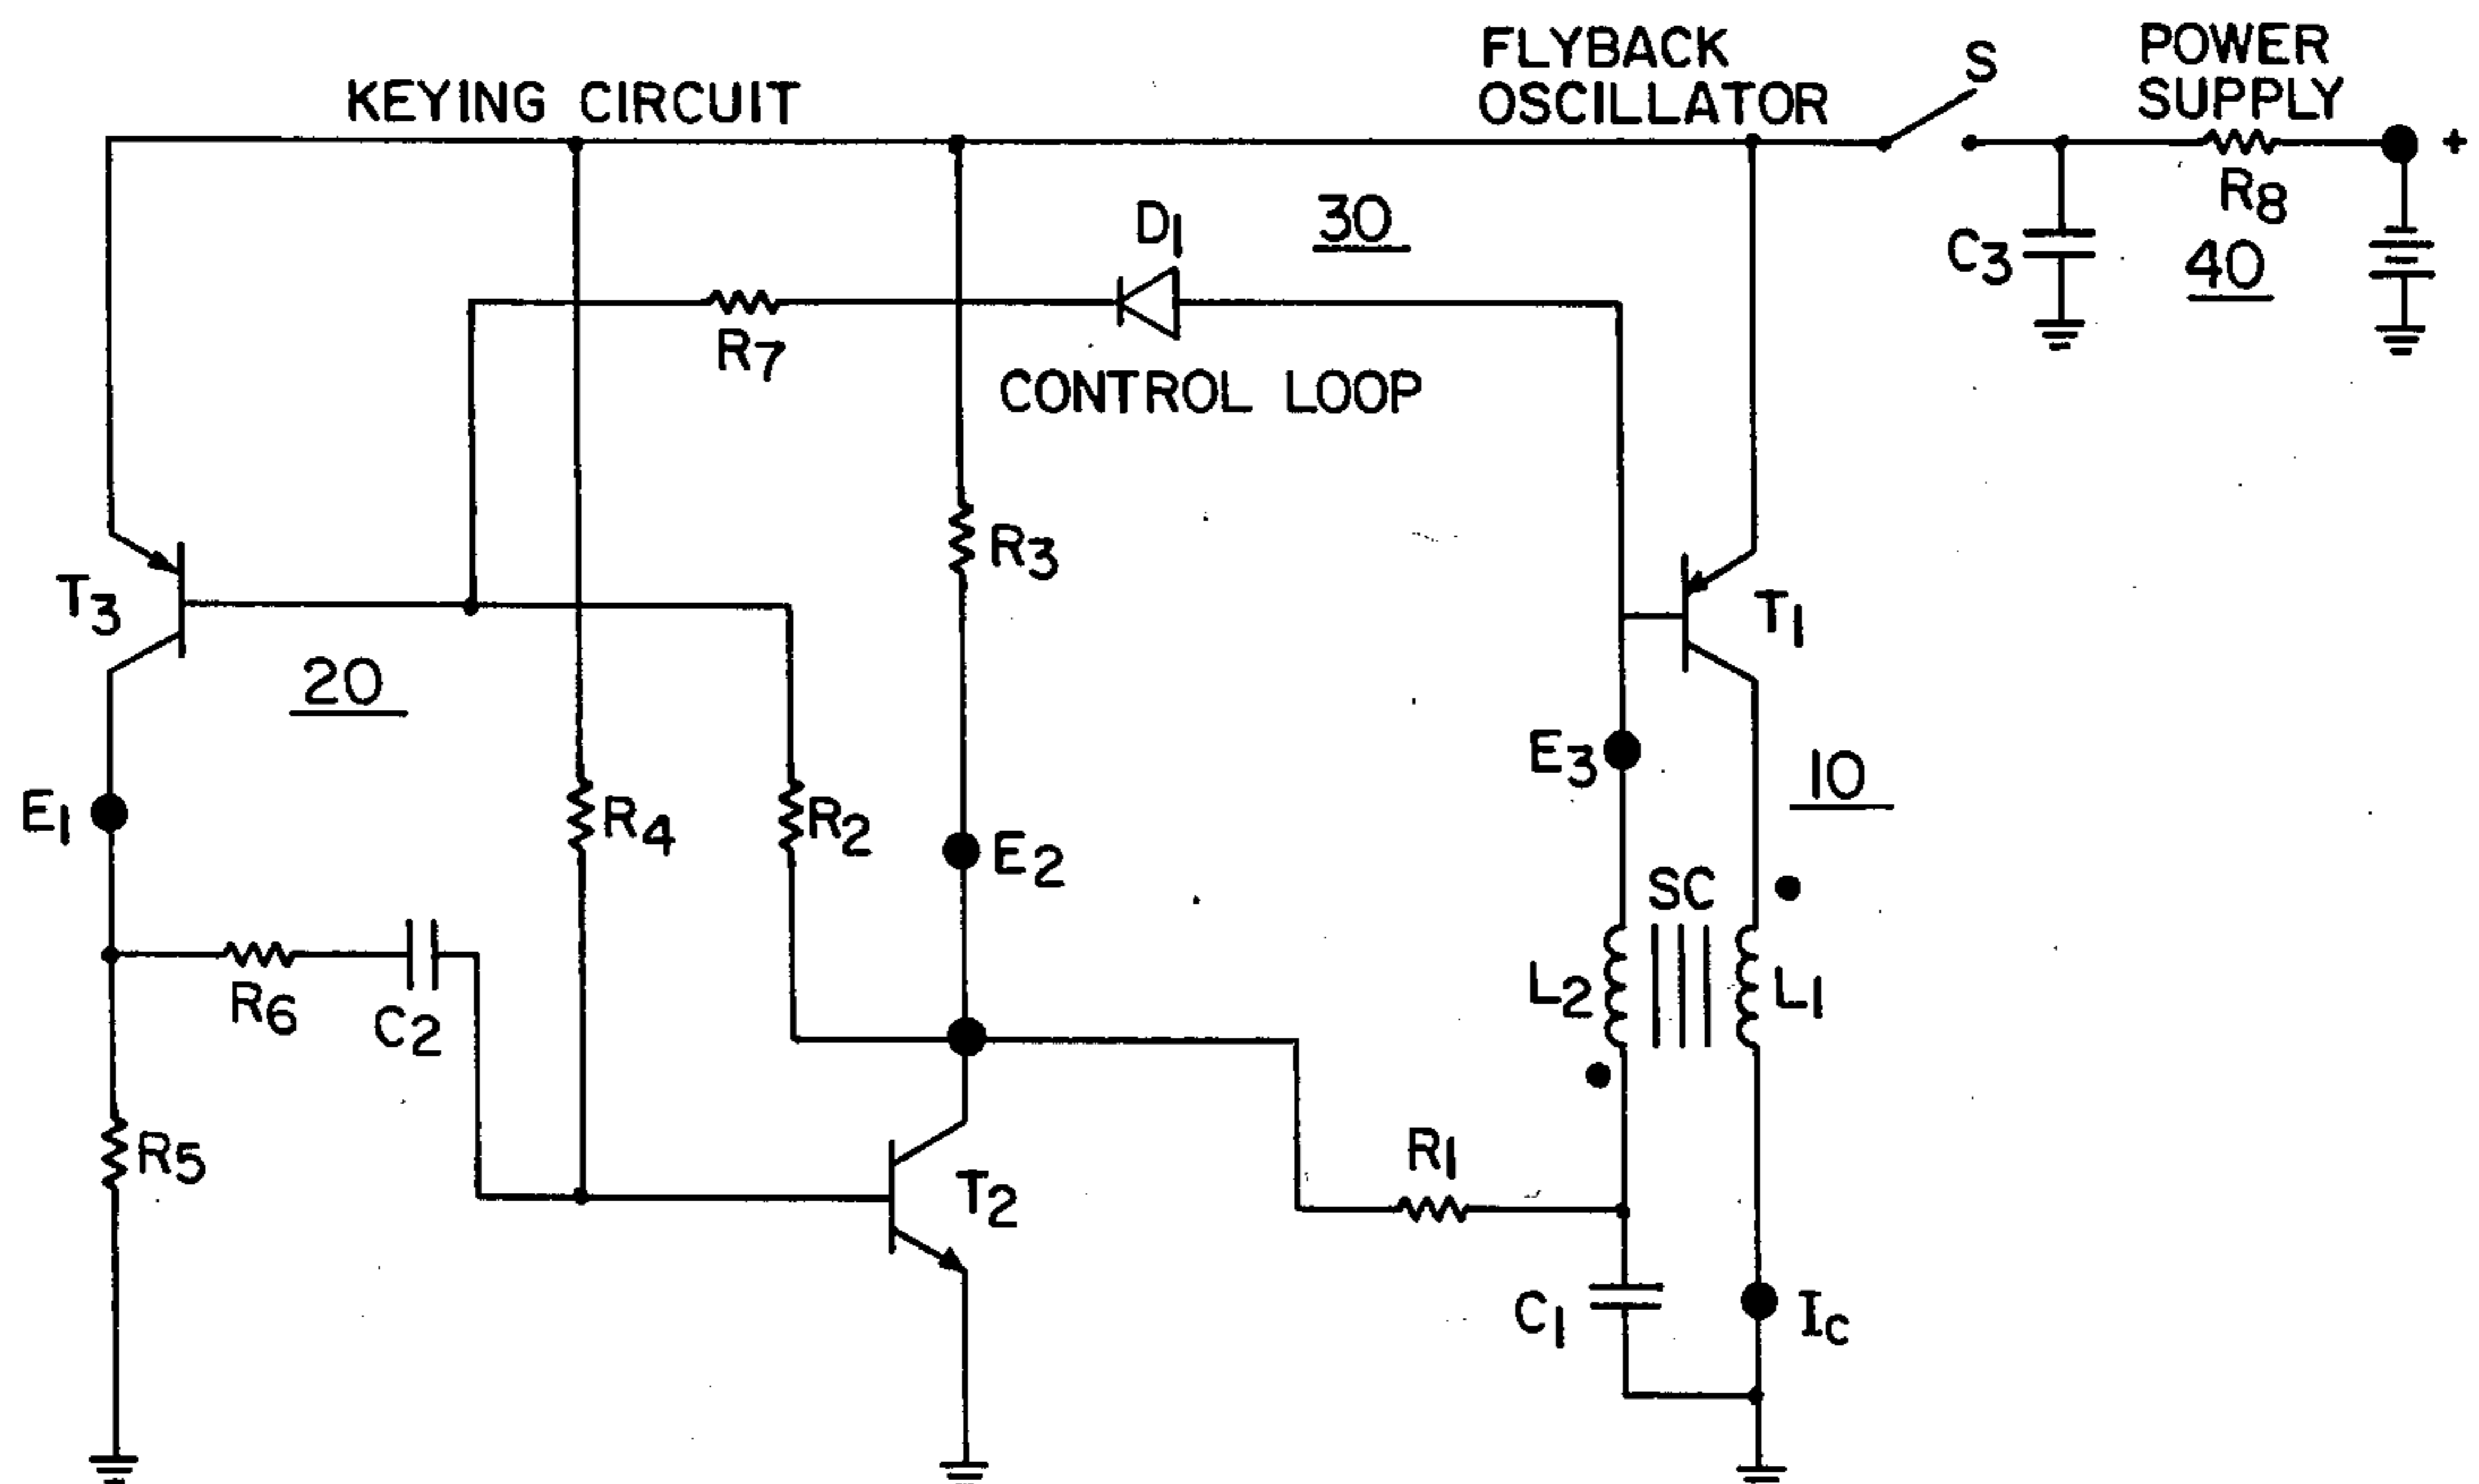 KEYING CIRCUIT
FLYBACK
OSCILLATOR
S
POWER
SUPPLY
+
R8
C3
40
D1
30
R7
CONTROL LOOP
R3
T3
T1
20
E3
10
E1
R4
R2
E2
SC
L2
L1
R6
C2
R5
T2
R1
C1
Ic